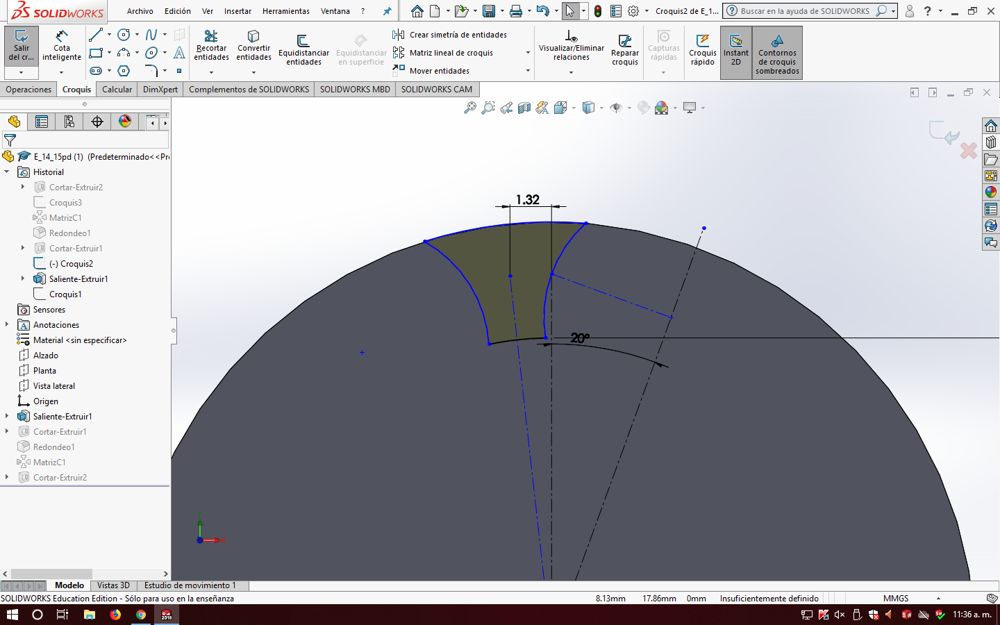 SOLIDWORKS
Archivo Edición Ver Insertar Herramientas Ventana ?
Croquis2 de E_1...
Buscar en la ayuda de SOLIDWORKS
?
Salir del cr...
Cota inteligente
Recortar entidades
Convertir entidades
Equidistanciar entidades
Equidistanciar en superficie
Crear simetría de entidades
Matriz lineal de croquis
Mover entidades
Visualizar/Eliminar relaciones
Reparar croquis
Capturas rápidas
Croquis rápido
Instant 2D
Contornos de croquis sombreados
Operaciones Croquis Calcular DimXpert Complementos de SOLIDWORKS SOLIDWORKS MBD SOLIDWORKS CAM
E_14_15pd (1) (Predeterminado<<Pr
Historial
Cortar-Extruir2
Croquis3
MatrizC1
Redondeo1
Cortar-Extruir1
(-) Croquis2
Saliente-Extruir1
Croquis1
Sensores
Anotaciones
Material <sin especificar>
Alzado
Planta
Vista lateral
Origen
Saliente-Extruir1
Cortar-Extruir1
Redondeo1
MatrizC1
Cortar-Extruir2
1.32
20°
Modelo Vistas 3D Estudio de movimiento 1
SOLIDWORKS Education Edition - Sólo para uso en la enseñanza
8.13mm 17.86mm 0mm Insuficientemente definido MMGS
11:36 a. m.